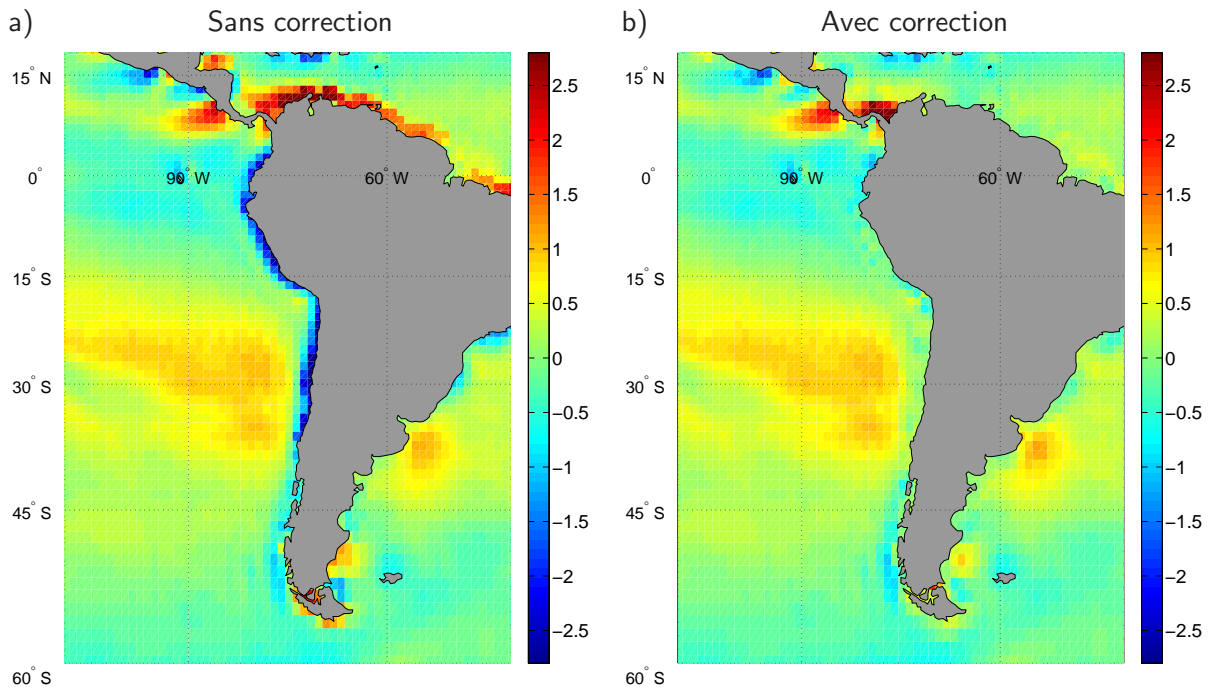 a)
Sans correction
15° N
0°
15° S
30° S
45° S
60° S
90° W
60° W
2.5
2
1.5
1
0.5
0
−0.5
−1
−1.5
−2
−2.5
b)
Avec correction
15° N
0°
15° S
30° S
45° S
60° S
90° W
60° W
2.5
2
1.5
1
0.5
0
−0.5
−1
−1.5
−2
−2.5